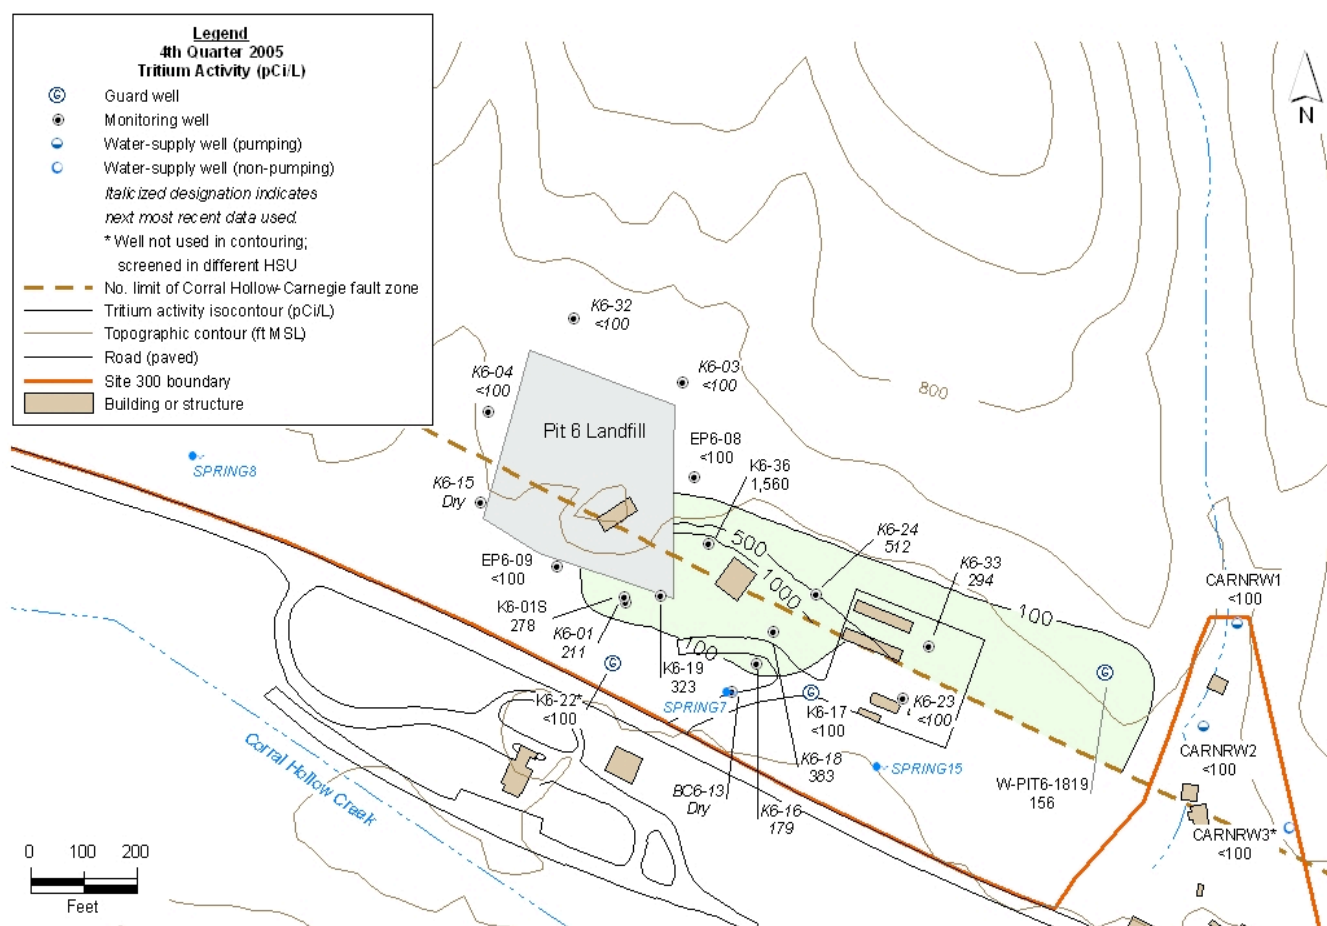 Legend
4th Quarter 2005
Tritium Activity (pCi/L)
G Guard well
Monitoring well
Water-supply well (pumping)
Water-supply well (non-pumping)
Italicized designation indicates
next most recent data used.
* Well not used in contouring;
screened in different HSU
No. limit of Corral Hollow-Carnegie fault zone
Tritium activity isocontour (pCi/L)
Topographic contour (ft MSL)
Road (paved)
Site 300 boundary
Building or structure
N
K6-32
<100
K6-04
<100
K6-03
<100
800
Pit 6 Landfill
EP6-08
<100
K6-36
1,560
SPRING8
K6-15
Dry
500
K6-24
512
EP6-09
<100
1000
K6-33
294
CARNRW1
<100
100
K6-01S
278
K6-01
211
100
K6-19
323
G
G
G
SPRING7
K6-22*
<100
K6-17
<100
K6-23
<100
Corral Hollow Creek
K6-18
383
SPRING15
CARNRW2
<100
W-PIT6-1819
156
BC6-13
Dry
K6-16
179
CARNRW3*
<100
0 100 200
Feet